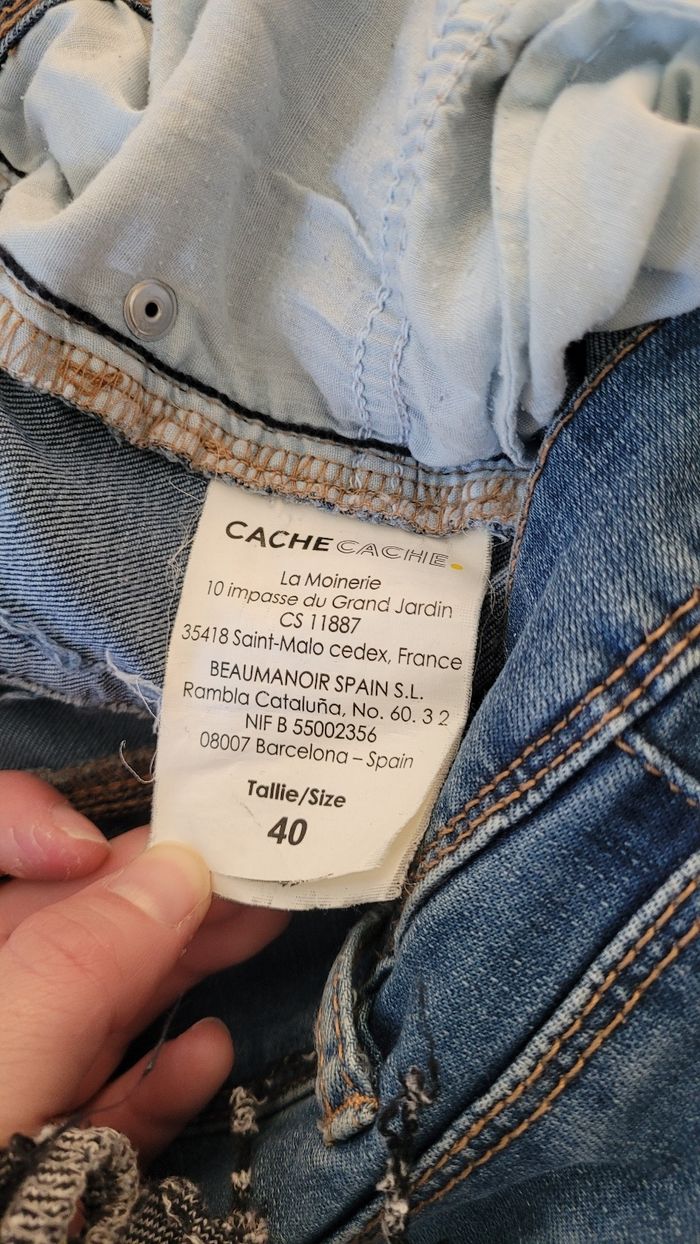 CACHE CACHE.
La Moinerie
10 impasse du Grand Jardin
CS 11887
35418 Saint-Malo cedex, France
BEAUMANOIR SPAIN S.L.
Rambla Cataluña, No. 60. 3 2
NIF B 55002356
08007 Barcelona – Spain
Tallie/Size
40